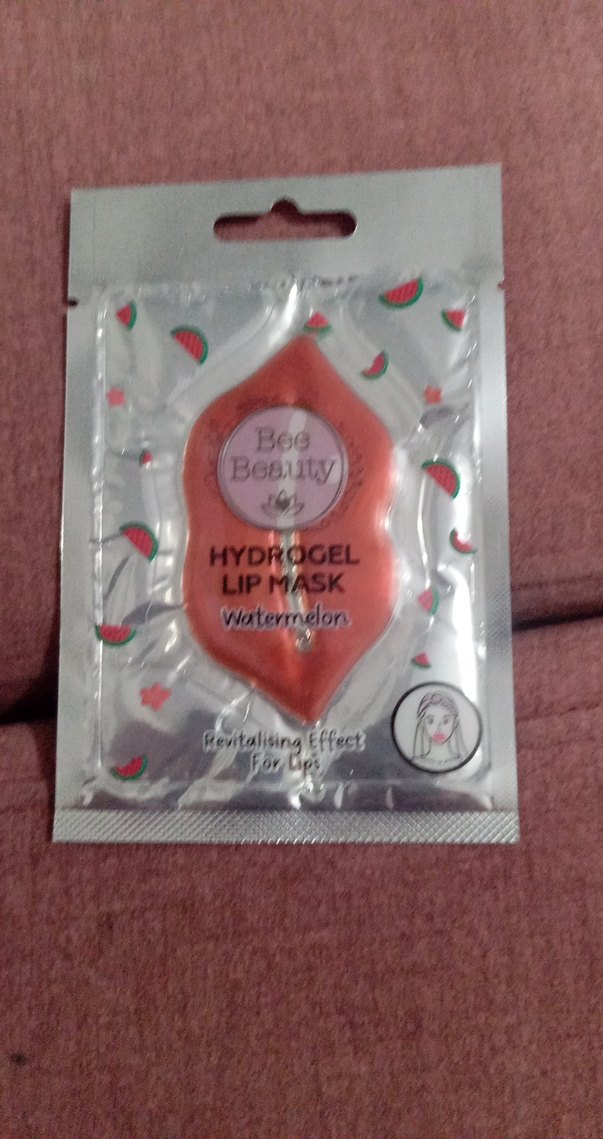 Bee
Beauty
HYDROGEL
LIP MASK
Watermelon
Revitalising Effect
For Lips